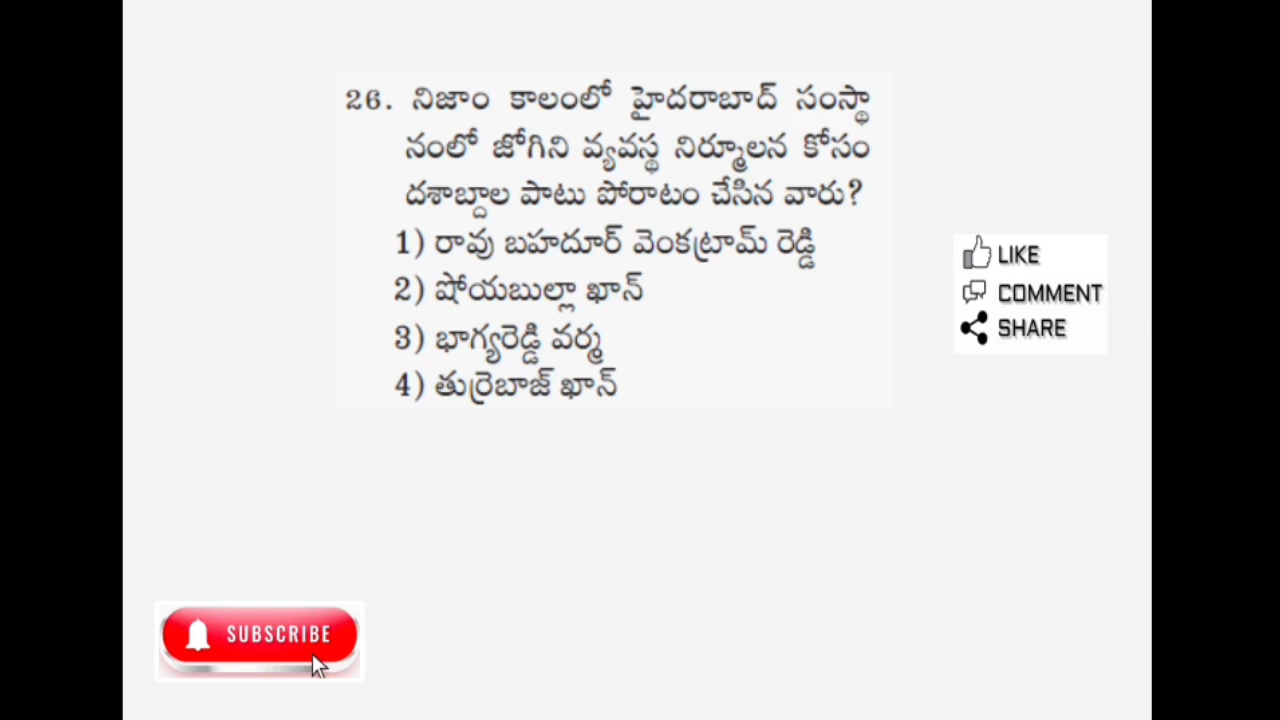 26. నిజాం కాలంలో హైదరాబాద్ సంస్థా
నంలో జోగిని వ్యవస్థ నిర్మూలన కోసం
దశాబ్దాల పాటు పోరాటం చేసిన వారు?
1) రావు బహదూర్ వెంకట్రామ్ రెడ్డి
2) షోయబుల్లా ఖాన్
3) భాగ్యరెడ్డి వర్మ
4) తుర్రెబాజ్ ఖాన్
LIKE
COMMENT
SHARE
SUBSCRIBE